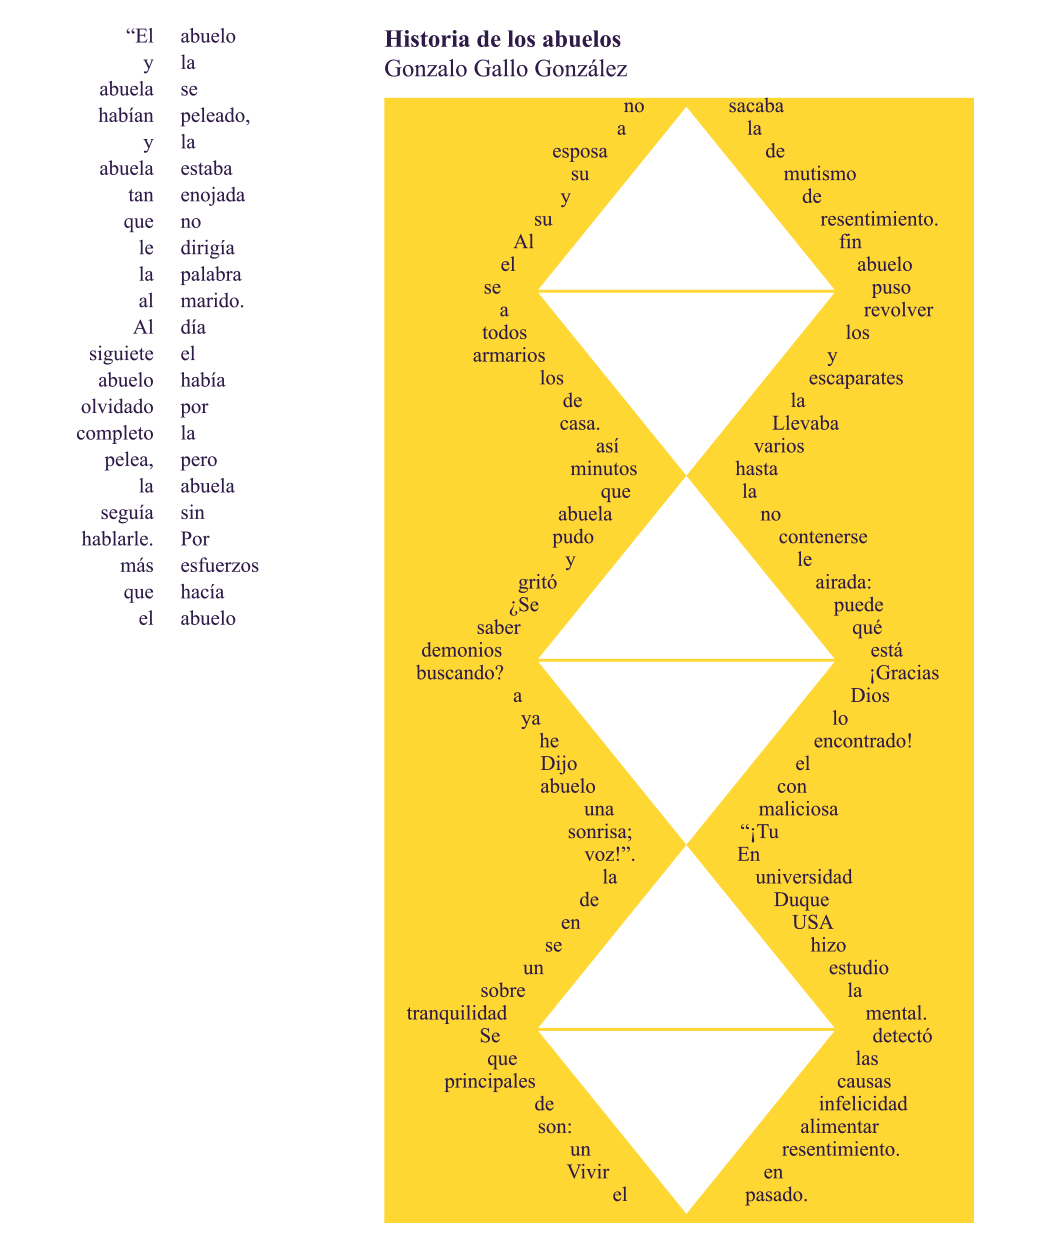 “El abuelo
y la
abuela se
habían peleado,
y la
abuela estaba
tan enojada
que no
le dirigía
la palabra
al marido.
Al día
siguiete el
abuelo había
olvidado por
completo la
pelea, pero
la abuela
seguía sin
hablarle. Por
más esfuerzos
que hacía
el abuelo
Historia de los abuelos
Gonzalo Gallo González
no sacaba
a la
esposa de
su mutismo
y de
su resentimiento.
Al fin
el abuelo
se puso
a revolver
todos los
armarios y
los escaparates
de la
casa. Llevaba
así varios
minutos hasta
que la
abuela no
pudo contenerse
y le
gritó airada:
¿Se puede
saber qué
demonios está
buscando? ¡Gracias
a Dios
ya lo
he encontrado!
Dijo el
abuelo con
una maliciosa
sonrisa; “¡Tu
voz!”. En
la universidad
de Duque
en USA
se hizo
un estudio
sobre la
tranquilidad mental.
Se detectó
que las
principales causas
de infelicidad
son: alimentar
un resentimiento.
Vivir en
el pasado.